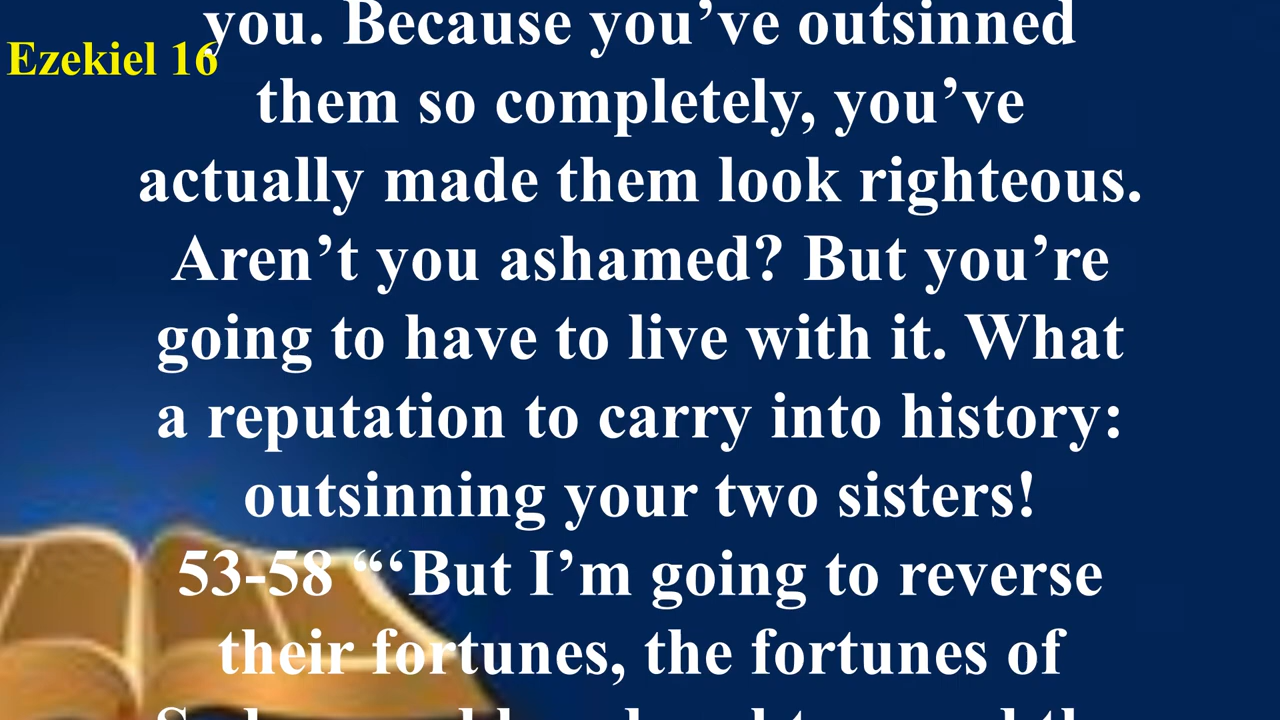 you. Because you’ve outsinned
Ezekiel 16
them so completely, you’ve
actually made them look righteous.
Aren’t you ashamed? But you’re
going to have to live with it. What
a reputation to carry into history:
outsinning your two sisters!
53-58 “‘But I’m going to reverse
their fortunes, the fortunes of